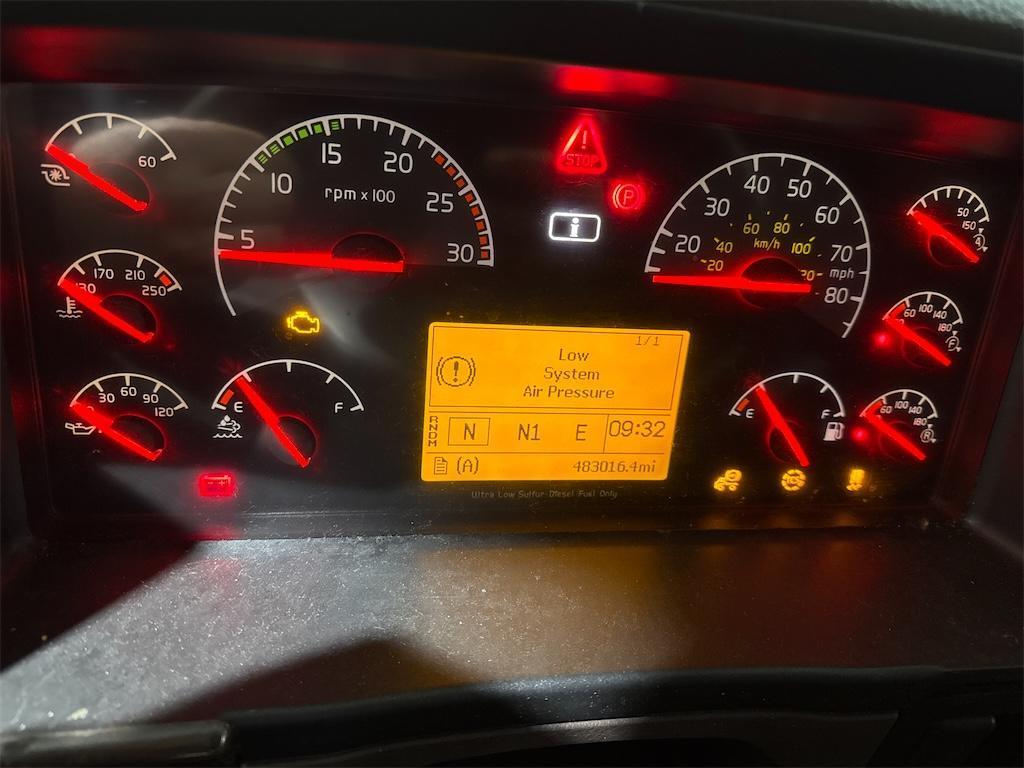 60
5 10 15 20 25 30
rpm x 100
STOP
P
i
20 30 40 50 60 70 80
mph
20 40 60 80 100
km/h
50 150
A
170 210 250
60 100 140 180
F
30 60 90 120
E F
E F
60 100 140 180
R
1/1
Low
System
Air Pressure
RNDM
N N1 E 09:32
(A) 483016.4mi
Ultra Low Sulfur Diesel Fuel Only